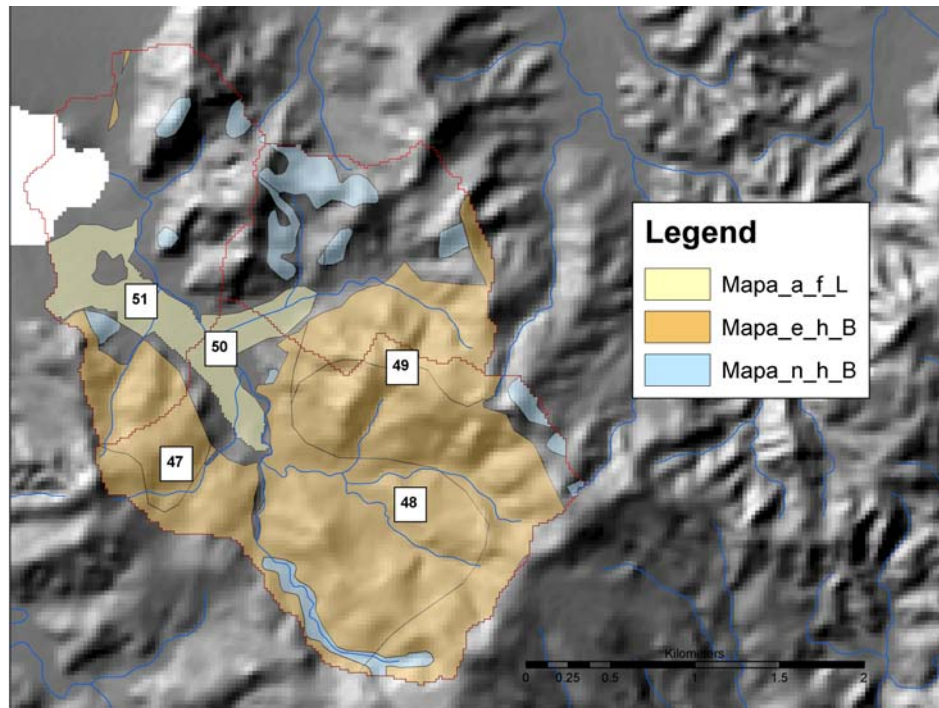 Legend
Mapa_a_f_L
Mapa_e_h_B
Mapa_n_h_B
51
50
49
47
48
Kilometers
0 0.25 0.5 1 1.5 2